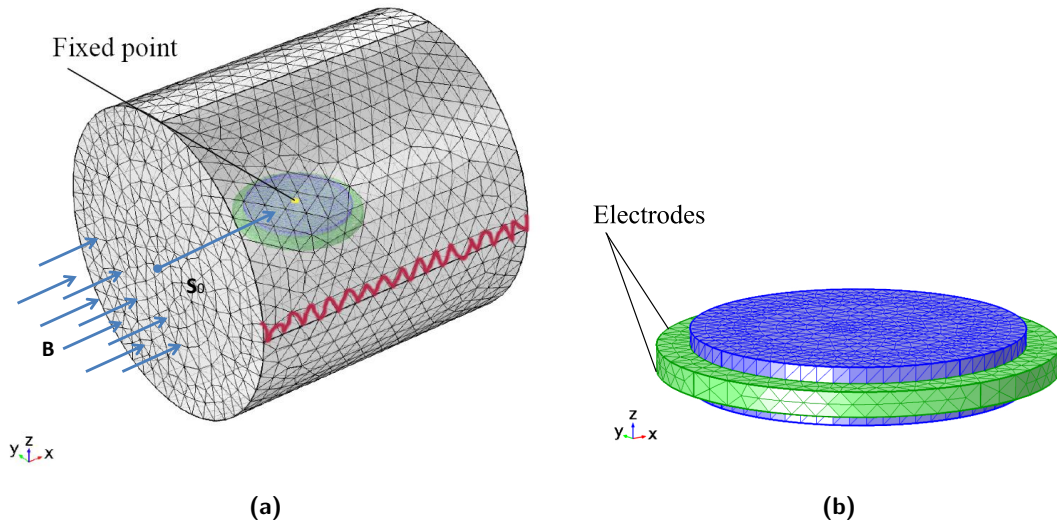 Fixed point
S0
B
z
y x
Electrodes
z
y x
(a)
(b)